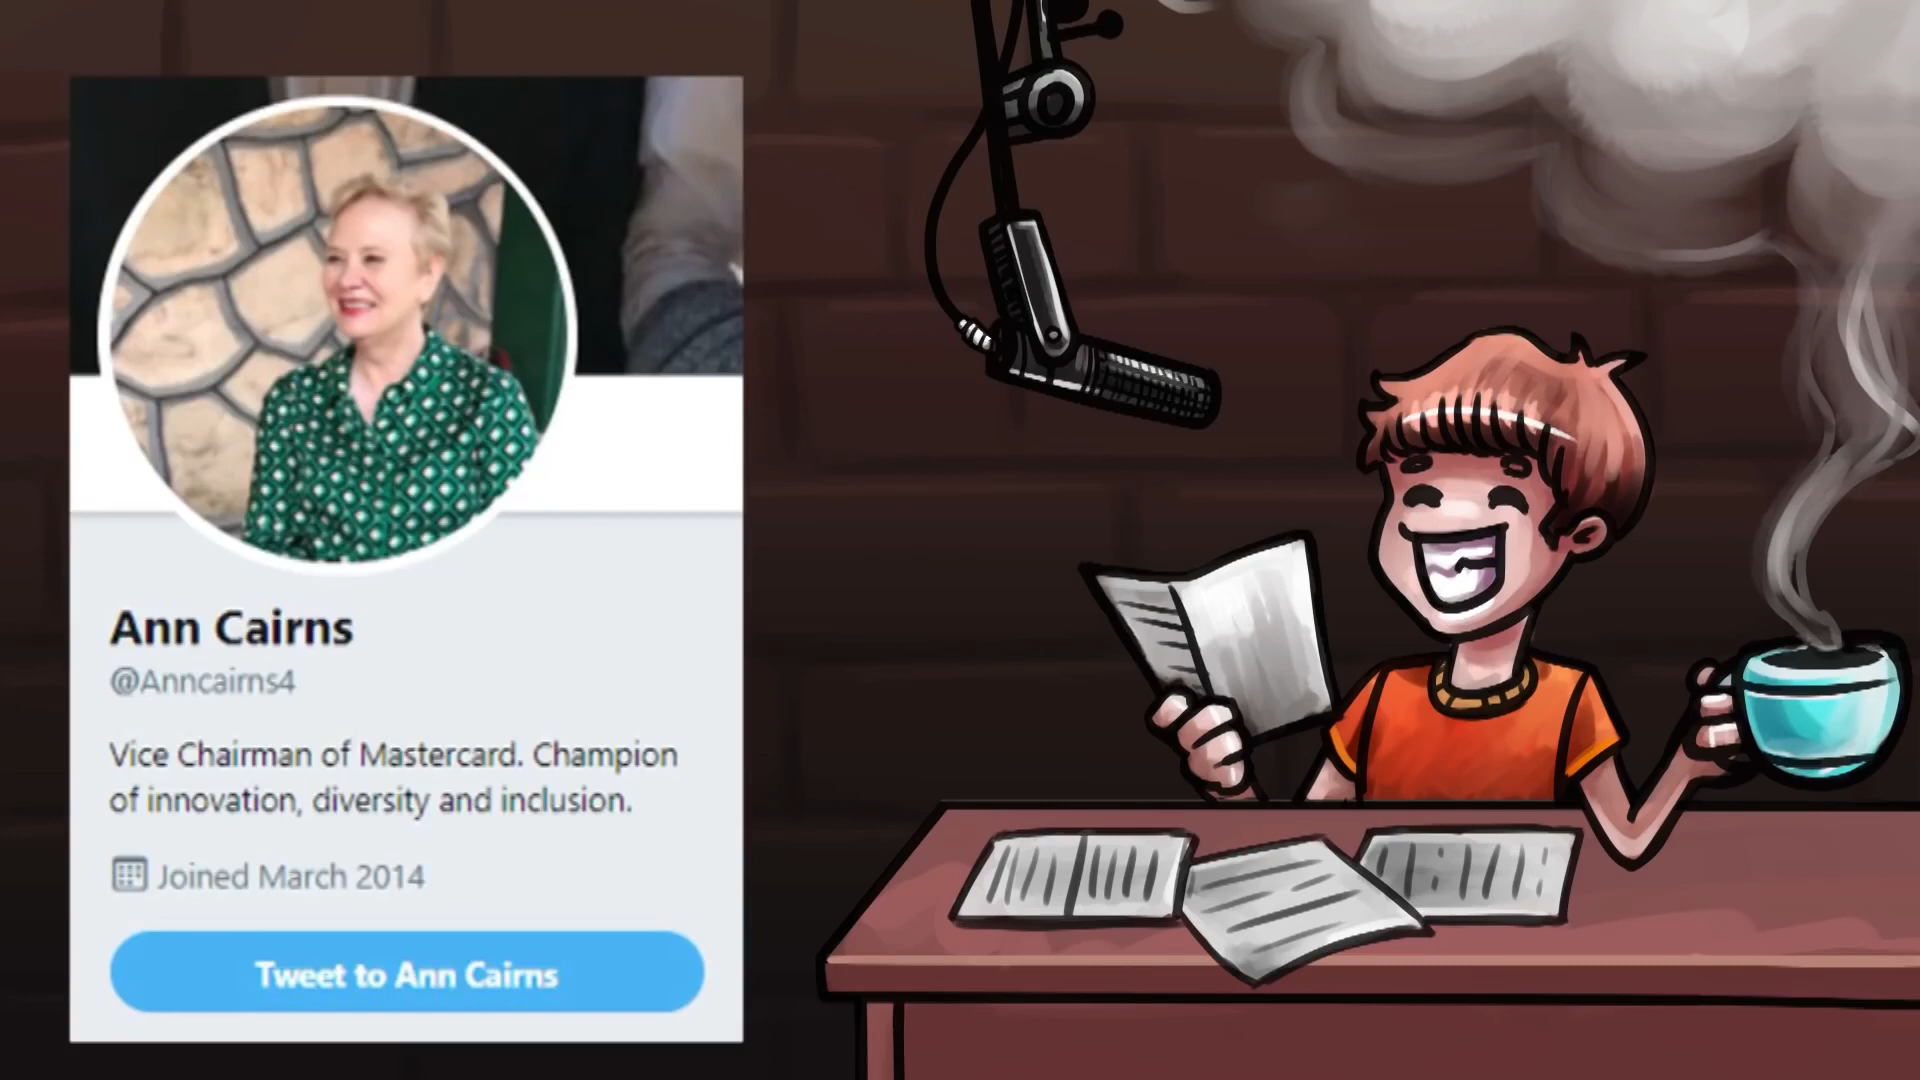 Ann Cairns
@Anncairns4
Vice Chairman of Mastercard. Champion
of innovation, diversity and inclusion.
Joined March 2014
Tweet to Ann Cairns